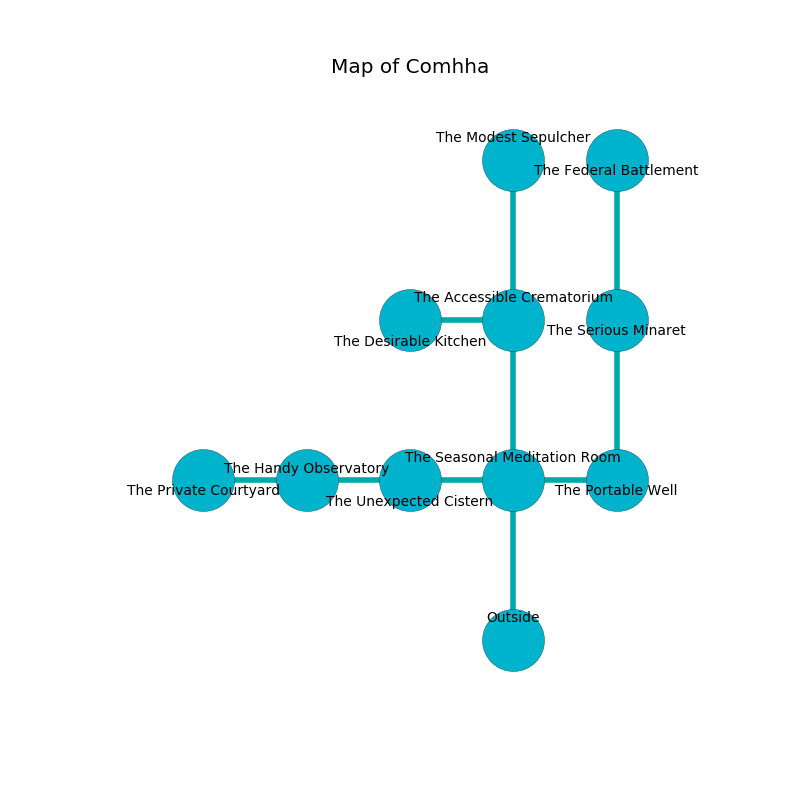 Map of Comhha
The Modest Sepulcher
The Federal Battlement
The Accessible Crematorium
The Serious Minaret
The Desirable Kitchen
The Seasonal Meditation Room
The Handy Observatory
The Private Courtyard
The Portable Well
The Unexpected Cistern
Outside